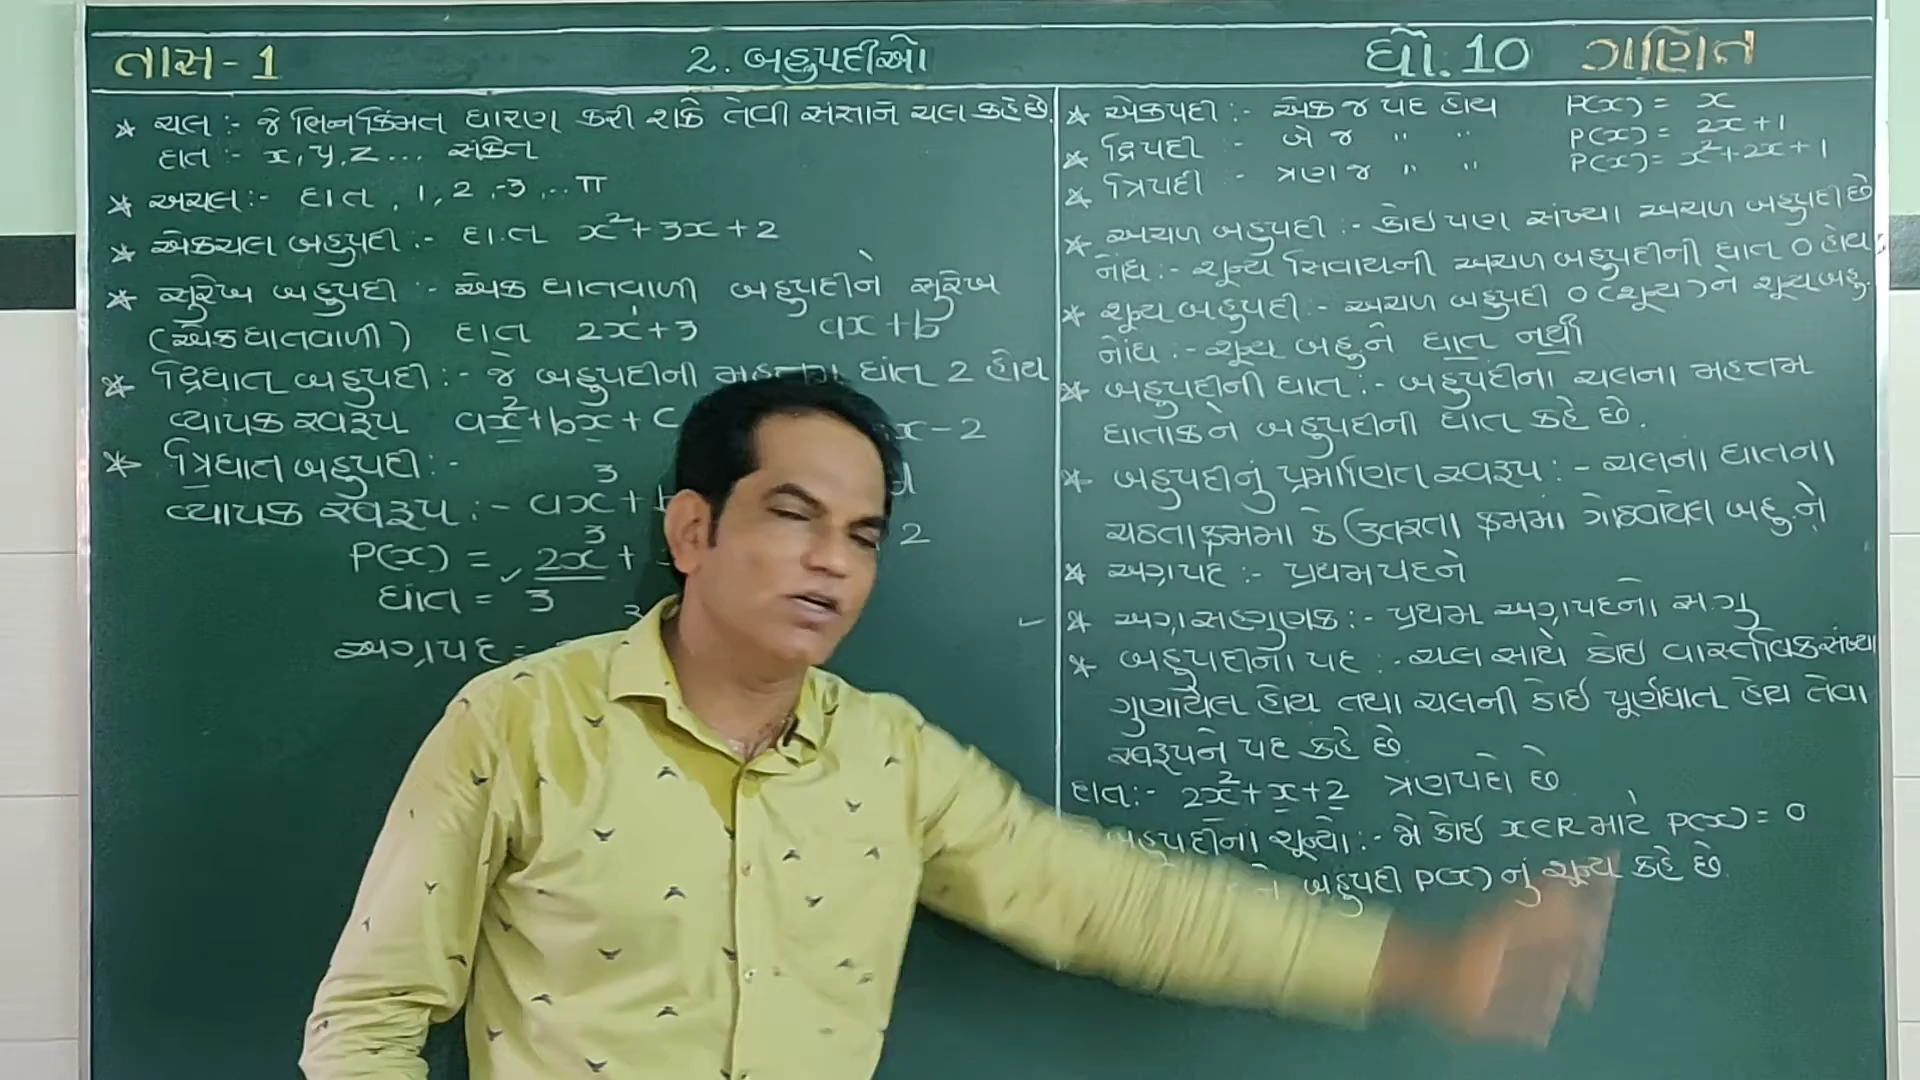 તાસ - 1
2. બહુપદીઓ
ધો. 10 ગણિત
* ચલ :- જે ભિન્ન કિંમત ધારણ કરી શકે તેવી સંજ્ઞાને ચલ કહે છે.
દા.ત :- x, y, z ... સંકેત
* અચલ :- દા.ત , 1, 2, -3, ... π
* એકચલ બહુપદી :- દા.ત x² + 3x + 2
* સુરેખ બહુપદી :- એક ઘાતવાળી બહુપદીને સુરેખ
(એક ઘાતવાળી) દા.ત 2x¹ + 3 ax + b
* દ્વિઘાત બહુપદી :- જે બહુપદીની મહત્તમ ઘાત 2 હોય
વ્યાપક સ્વરૂપ ax² + bx + c x - 2
* ત્રિઘાત બહુપદી :-
વ્યાપક સ્વરૂપ :- ax³ +
P(x) = 2x³ + 2
ઘાત = 3
અગ્રપદ =
* એકપદી :- એક જ પદ હોય P(x) = x
* દ્વિપદી - બે જ " " P(x) = 2x + 1
* ત્રિપદી - ત્રણ જ " " P(x) = x² + 2x + 1
* અચળ બહુપદી :- કોઇ પણ સંખ્યા અચળ બહુપદી છે
નોંધ :- શૂન્ય સિવાયની અચળ બહુપદીની ઘાત 0 હોય
* શૂન્ય બહુપદી :- અચળ બહુપદી 0 (શૂન્ય) ને શૂન્ય બહુ.
નોંધ :- શૂન્ય બહુને ઘાત નથી
* બહુપદીની ઘાત :- બહુપદીના ચલના મહત્તમ
ઘાતાંકને બહુપદીની ઘાત કહે છે.
* બહુપદીનું પ્રમાણિત સ્વરૂપ :- ચલના ઘાતના
ચઢતા ક્રમમાં કે ઉતરતા ક્રમમાં ગોઠવાયેલ બહુ.ને
* અગ્રપદ :- પ્રથમપદને
* અગ્રસહગુણક :- પ્રથમ અગ્રપદનો સ.ગુ
* બહુપદીના પદ :- ચલ સાથે કોઇ વાસ્તવિક સંખ્યા
ગુણાયેલ હોય તથા ચલની કોઈ પૂર્ણઘાત હોય તેવા
સ્વરૂપને પદ કહે છે
દા.ત :- 2x² + x + 2 ત્રણપદો છે
બહુપદીના શૂન્યો :- જો કોઇ x∈R માટે P(x) = 0
બહુપદી P(x) નું શૂન્ય કહે છે